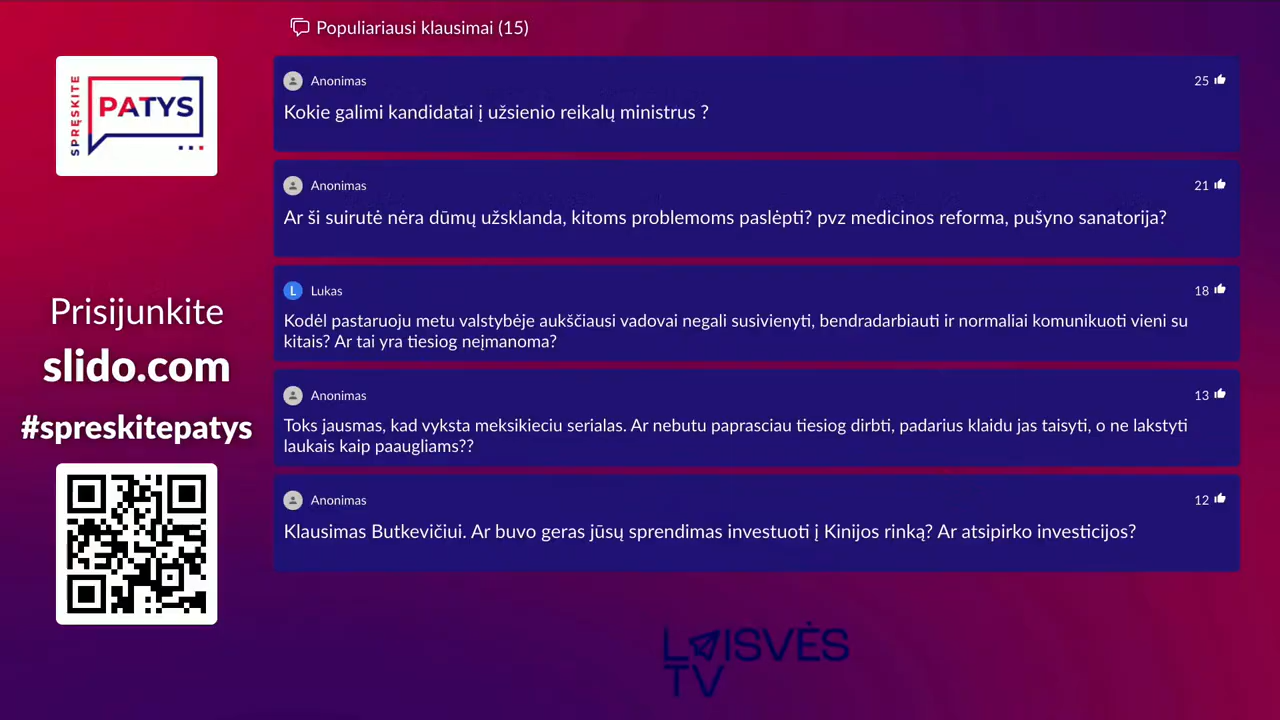 Populiariausi klausimai (15)
SPRĘSKITE
PATYS
Anonimas
25
Kokie galimi kandidatai į užsienio reikalų ministrus ?
Anonimas
21
Ar ši suirutė nėra dūmų užsklanda, kitoms problemoms paslėpti? pvz medicinos reforma, pušyno sanatorija?
L
Lukas
18
Kodėl pastaruoju metu valstybėje aukščiausi vadovai negali susivienyti, bendradarbiauti ir normaliai komunikuoti vieni su
kitais? Ar tai yra tiesiog neįmanoma?
Anonimas
13
Toks jausmas, kad vyksta meksikieciu serialas. Ar nebutu paprasciau tiesiog dirbti, padarius klaidu jas taisyti, o ne lakstyti
laukais kaip paaugliams??
Anonimas
12
Klausimas Butkevičiui. Ar buvo geras jūsų sprendimas investuoti į Kinijos rinką? Ar atsipirko investicijos?
Prisijunkite
slido.com
#spreskitepatys
LAISVĖS
TV